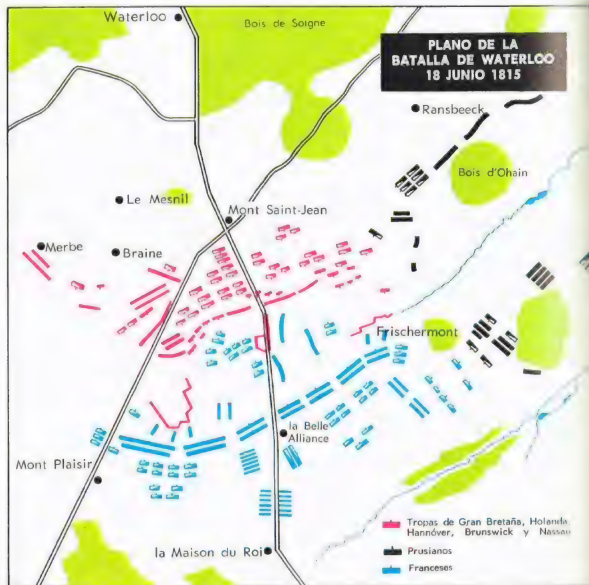 Waterloo
Bois de Soigne
PLANO DE LA
BATALLA DE WATERLOO
18 JUNIO 1815
Ransbeeck
Bois d'Ohain
Le Mesnil
Mont Saint-Jean
Merbe
Braine
Frischermont
la Belle
Alliance
Mont Plaisir
la Maison du Roi
Tropas de Gran Bretaña, Holanda,
Hannóver, Brunswick y Nassau
Prusianos
Franceses